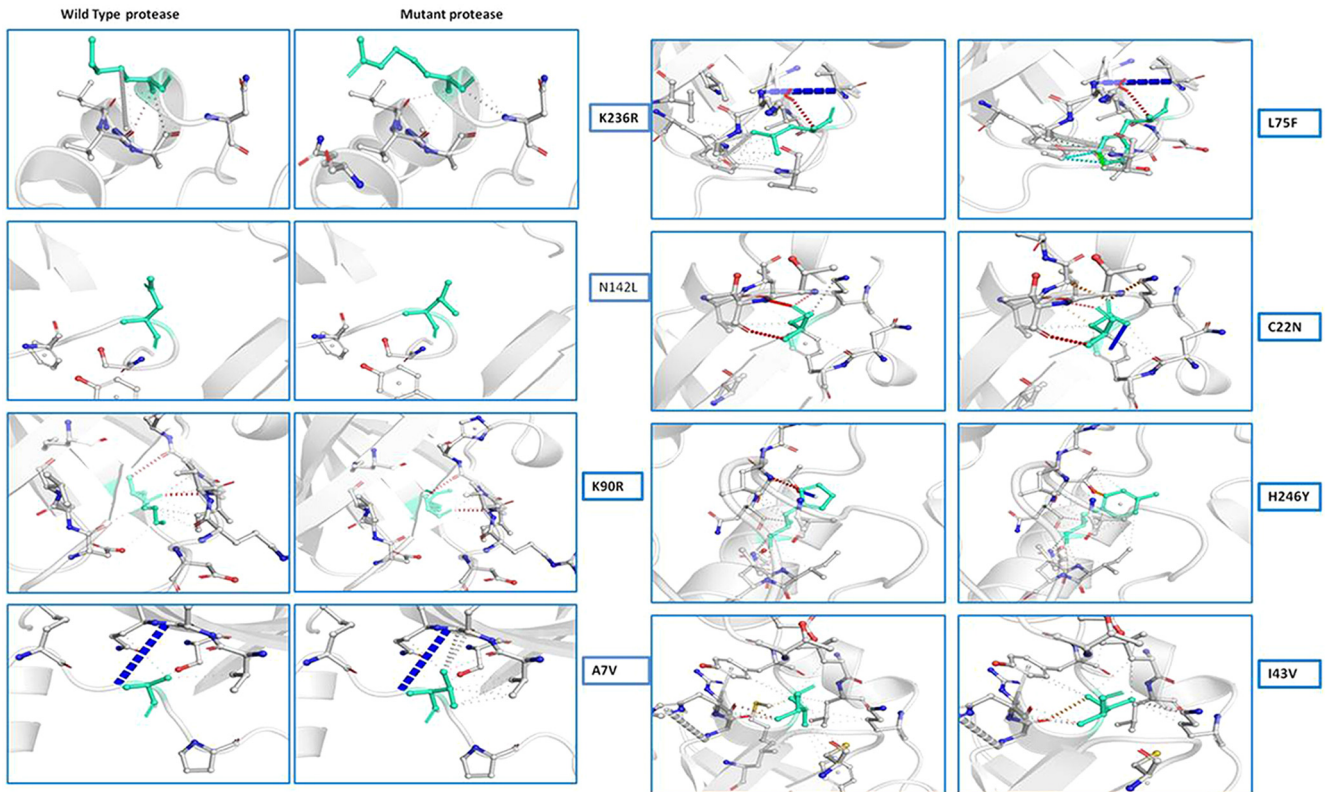 Wild Type protease
Mutant protease
K236R
N142L
K90R
A7V
L75F
C22N
H246Y
I43V